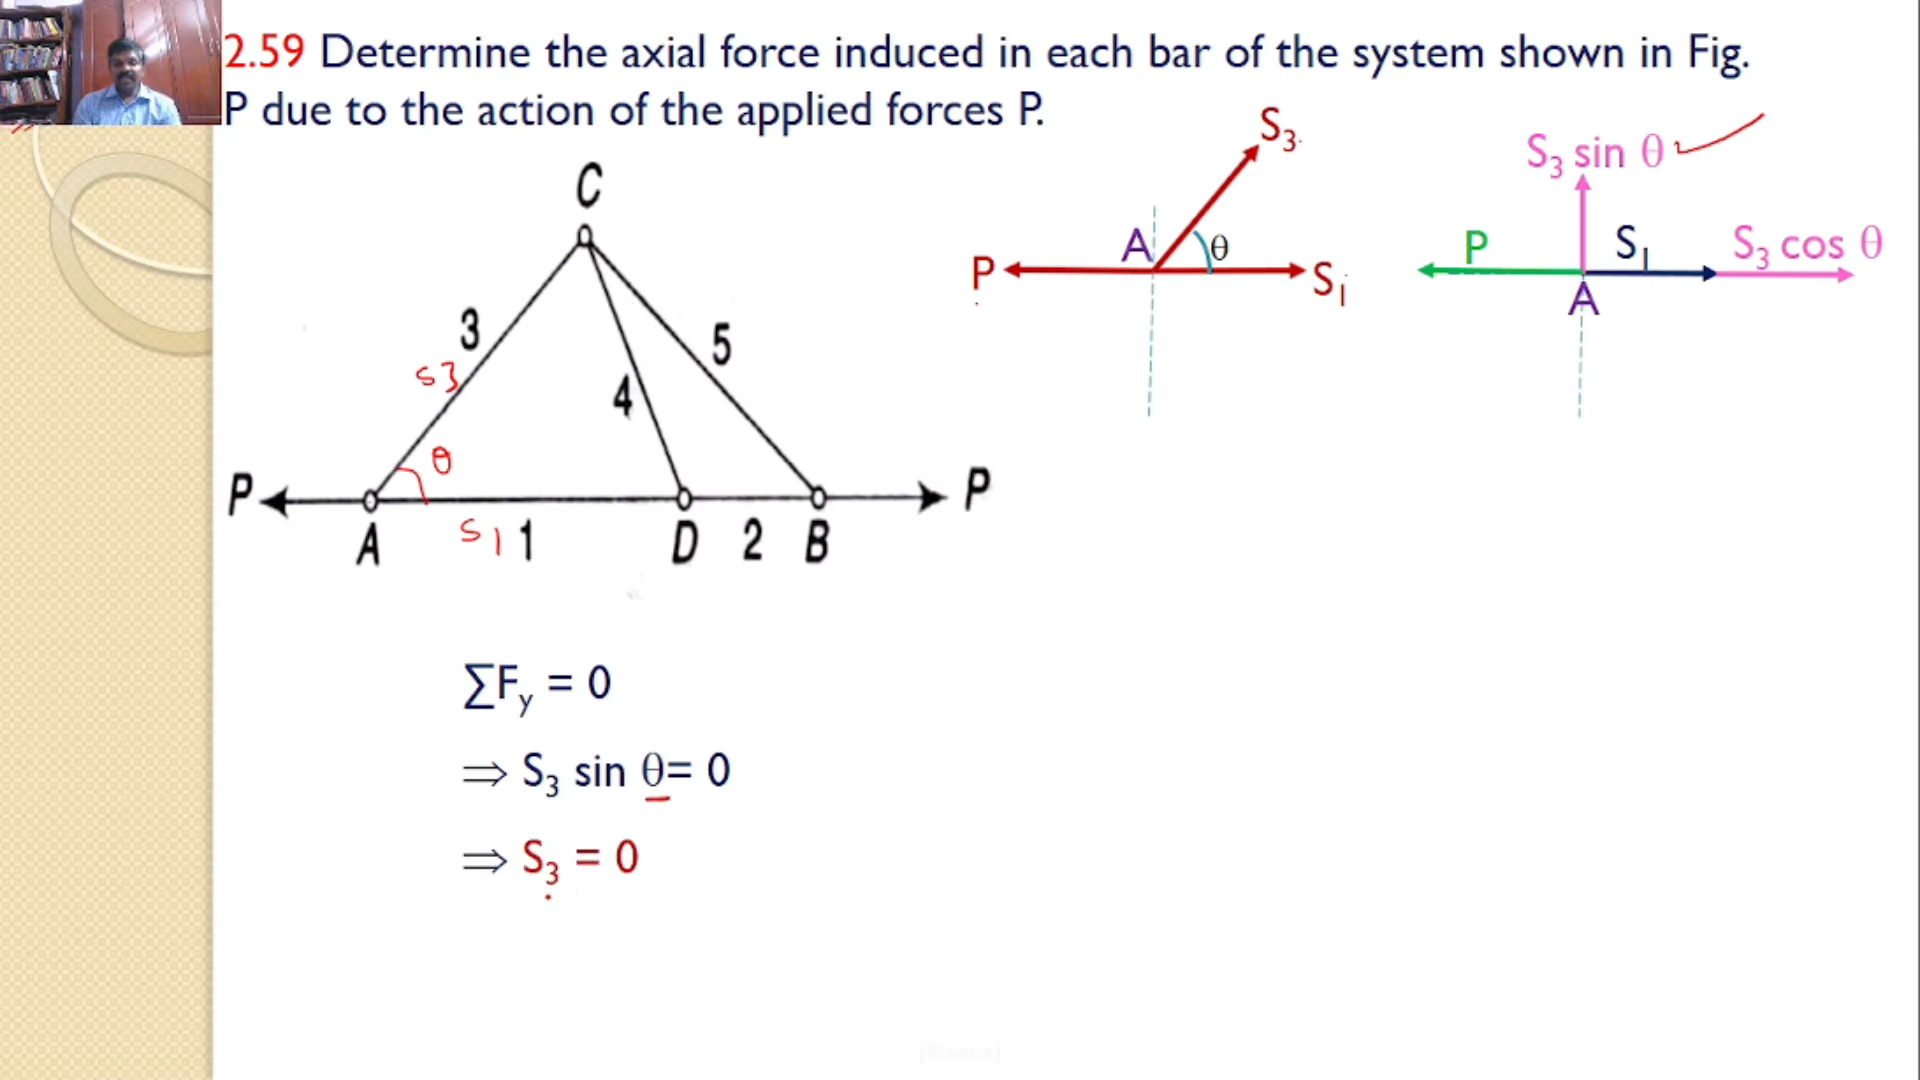 2.59 Determine the axial force induced in each bar of the system shown in Fig.
P due to the action of the applied forces P.
C
3
S3
5
4
θ
P
P
A
S1
1
D
2
B
S₃
A
θ
P
S₁
S₃ sin θ
P
S₁
S₃ cos θ
A
∑Fy = 0
⇒ S₃ sin θ= 0
⇒ S₃ = 0